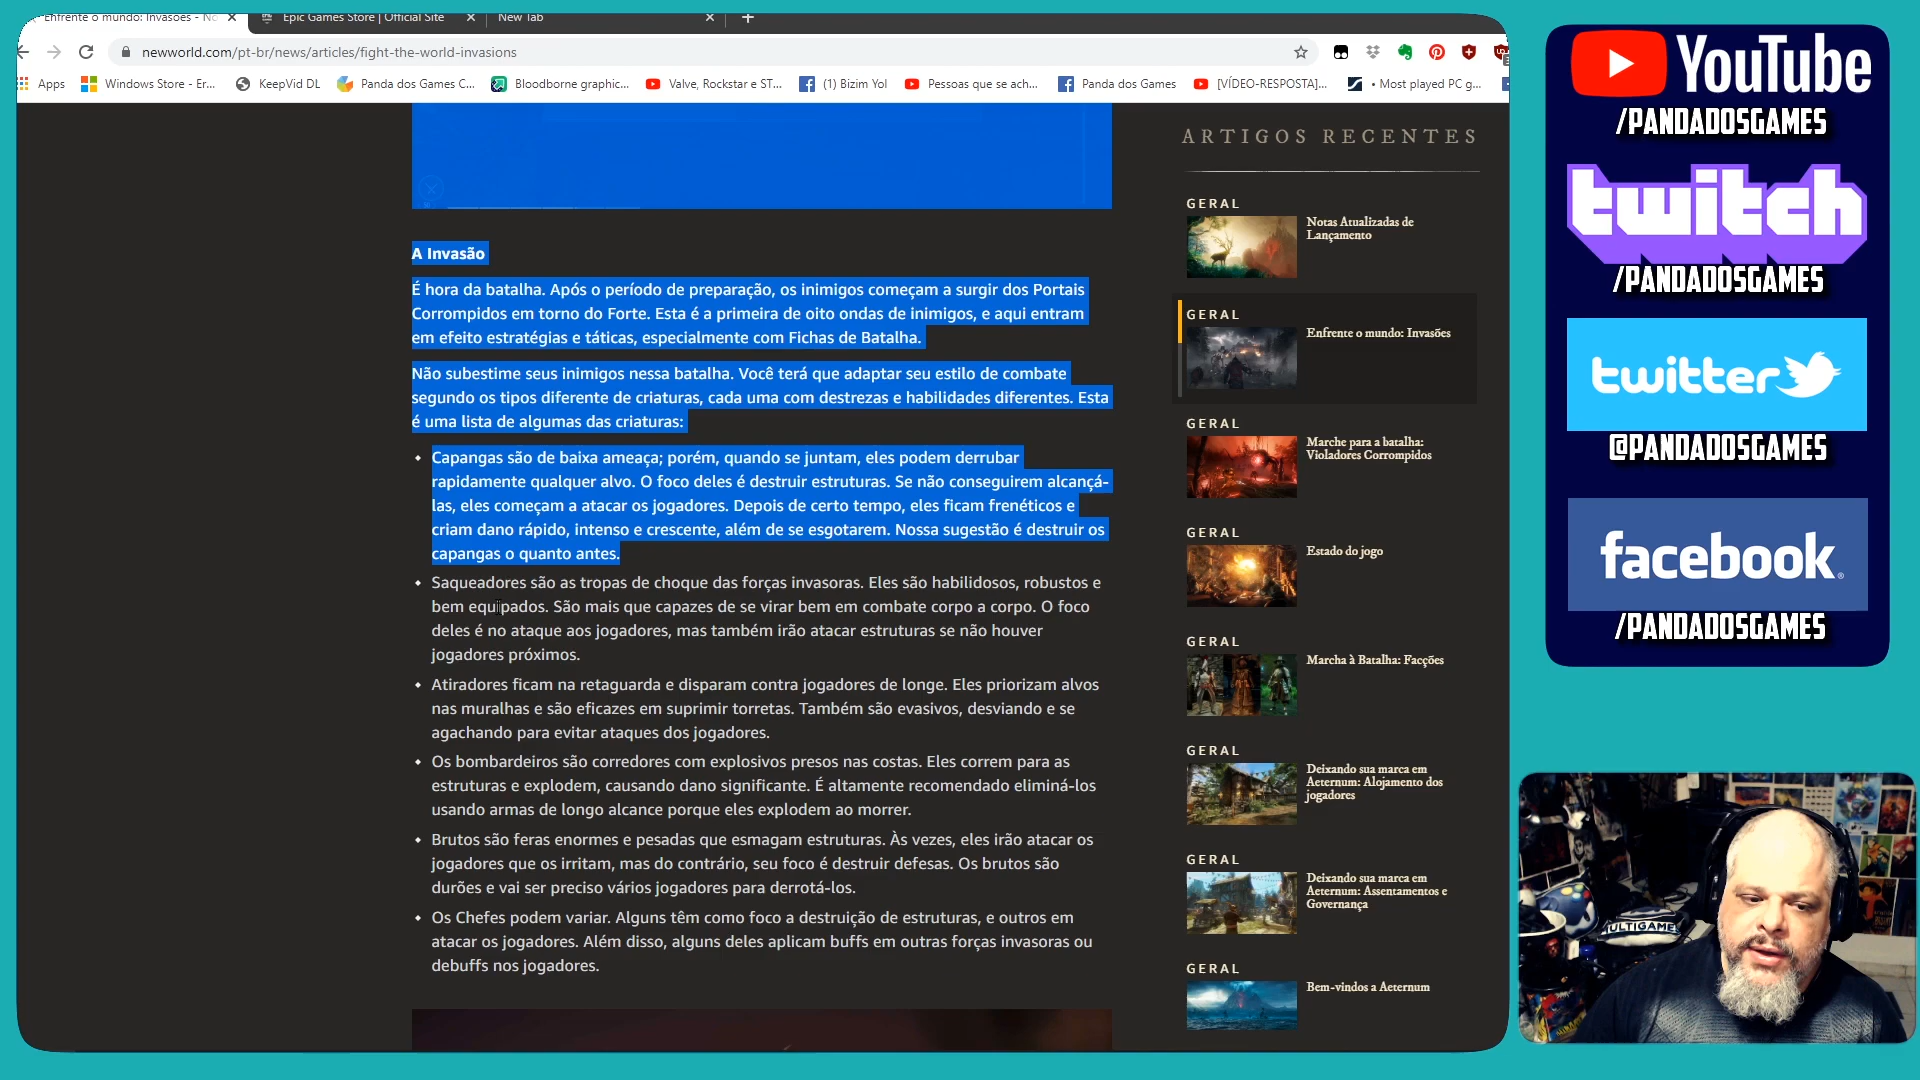 Enfrente o mundo: Invasões - No
Epic Games Store | Official Site
New Tab
newworld.com/pt-br/news/articles/fight-the-world-invasions
Apps
Windows Store - Er...
KeepVid DL
Panda dos Games C...
Bloodborne graphic...
Valve, Rockstar e ST...
(1) Bizim Yol
Pessoas que se ach...
Panda dos Games
[VÍDEO-RESPOSTA]...
• Most played PC g...
A Invasão
É hora da batalha. Após o período de preparação, os inimigos começam a surgir dos Portais
Corrompidos em torno do Forte. Esta é a primeira de oito ondas de inimigos, e aqui entram
em efeito estratégias e táticas, especialmente com Fichas de Batalha.
Não subestime seus inimigos nessa batalha. Você terá que adaptar seu estilo de combate
segundo os tipos diferente de criaturas, cada uma com destrezas e habilidades diferentes. Esta
é uma lista de algumas das criaturas:
Capangas são de baixa ameaça; porém, quando se juntam, eles podem derrubar
rapidamente qualquer alvo. O foco deles é destruir estruturas. Se não conseguirem alcançá-
las, eles começam a atacar os jogadores. Depois de certo tempo, eles ficam frenéticos e
criam dano rápido, intenso e crescente, além de se esgotarem. Nossa sugestão é destruir os
capangas o quanto antes.
Saqueadores são as tropas de choque das forças invasoras. Eles são habilidosos, robustos e
bem equipados. São mais que capazes de se virar bem em combate corpo a corpo. O foco
deles é no ataque aos jogadores, mas também irão atacar estruturas se não houver
jogadores próximos.
Atiradores ficam na retaguarda e disparam contra jogadores de longe. Eles priorizam alvos
nas muralhas e são eficazes em suprimir torretas. Também são evasivos, desviando e se
agachando para evitar ataques dos jogadores.
Os bombardeiros são corredores com explosivos presos nas costas. Eles correm para as
estruturas e explodem, causando dano significante. É altamente recomendado eliminá-los
usando armas de longo alcance porque eles explodem ao morrer.
Brutos são feras enormes e pesadas que esmagam estruturas. Às vezes, eles irão atacar os
jogadores que os irritam, mas do contrário, seu foco é destruir defesas. Os brutos são
durões e vai ser preciso vários jogadores para derrotá-los.
Os Chefes podem variar. Alguns têm como foco a destruição de estruturas, e outros em
atacar os jogadores. Além disso, alguns deles aplicam buffs em outras forças invasoras ou
debuffs nos jogadores.
ARTIGOS RECENTES
GERAL
Notas Atualizadas de
Lançamento
GERAL
Enfrente o mundo: Invasões
GERAL
Marche para a batalha:
Violadores Corrompidos
GERAL
Estado do jogo
GERAL
Marcha à Batalha: Facções
GERAL
Deixando sua marca em
Aeternum: Alojamento dos
jogadores
GERAL
Deixando sua marca em
Aeternum: Assentamentos e
Governança
GERAL
Bem-vindos a Aeternum
YouTube
/PANDADOSGAMES
twitch
/PANDADOSGAMES
twitter
@PANDADOSGAMES
facebook
/PANDADOSGAMES